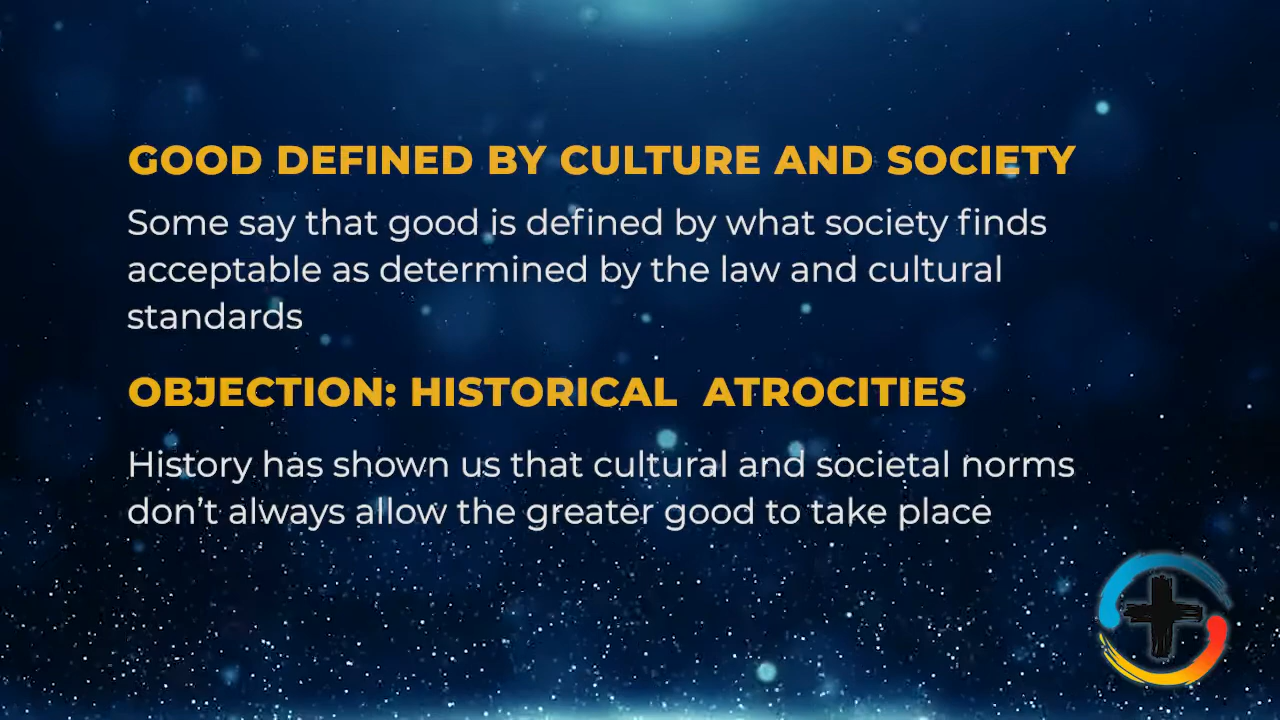 GOOD DEFINED BY CULTURE AND SOCIETY
Some say that good is defined by what society finds
acceptable as determined by the law and cultural
standards
OBJECTION: HISTORICAL  ATROCITIES
History has shown us that cultural and societal norms
don’t always allow the greater good to take place